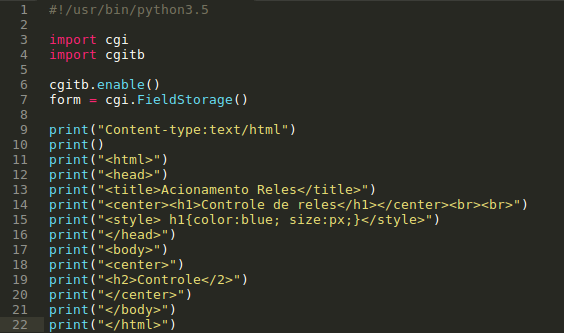 1 #!/usr/bin/python3.5
2
3 import cgi
4 import cgitb
5
6 cgitb.enable()
7 form = cgi.FieldStorage()
8
9 print("Content-type:text/html")
10 print()
11 print("<html>")
12 print("<head>")
13 print("<title>Acionamento Reles</title>")
14 print("<center><h1>Controle de reles</h1></center><br><br>")
15 print("<style> h1{color:blue; size:px;}</style>")
16 print("</head>")
17 print("<body>")
18 print("<center>")
19 print("<h2>Controle</2>")
20 print("</center>")
21 print("</body>")
22 print("</html>")